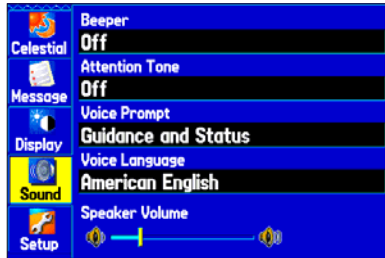 Celestial
Message
Display
Sound
Setup
Beeper
Off
Attention Tone
Off
Voice Prompt
Guidance and Status
Voice Language
American English
Speaker Volume